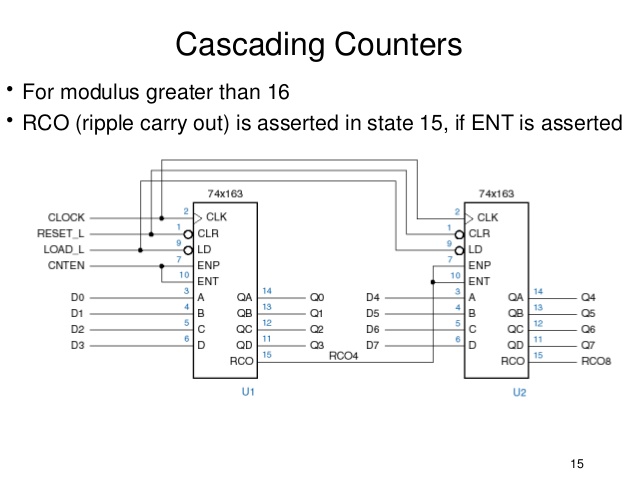 Cascading Counters
• For modulus greater than 16
• RCO (ripple carry out) is asserted in state 15, if ENT is asserted
74x163 74x163
CLOCK 2 CLK 2 CLK
RESET_L 1 CLR 1 CLR
LOAD_L 9 LD 9 LD
CNTEN 7 ENP 7 ENP
10 ENT 10 ENT
D0 3 A QA 14 Q0 D4 3 A QA 14 Q4
D1 4 B QB 13 Q1 D5 4 B QB 13 Q5
D2 5 C QC 12 Q2 D6 5 C QC 12 Q6
D3 6 D QD 11 Q3 D7 6 D QD 11 Q7
RCO 15 RCO4 RCO 15 RCO8
U1 U2
15